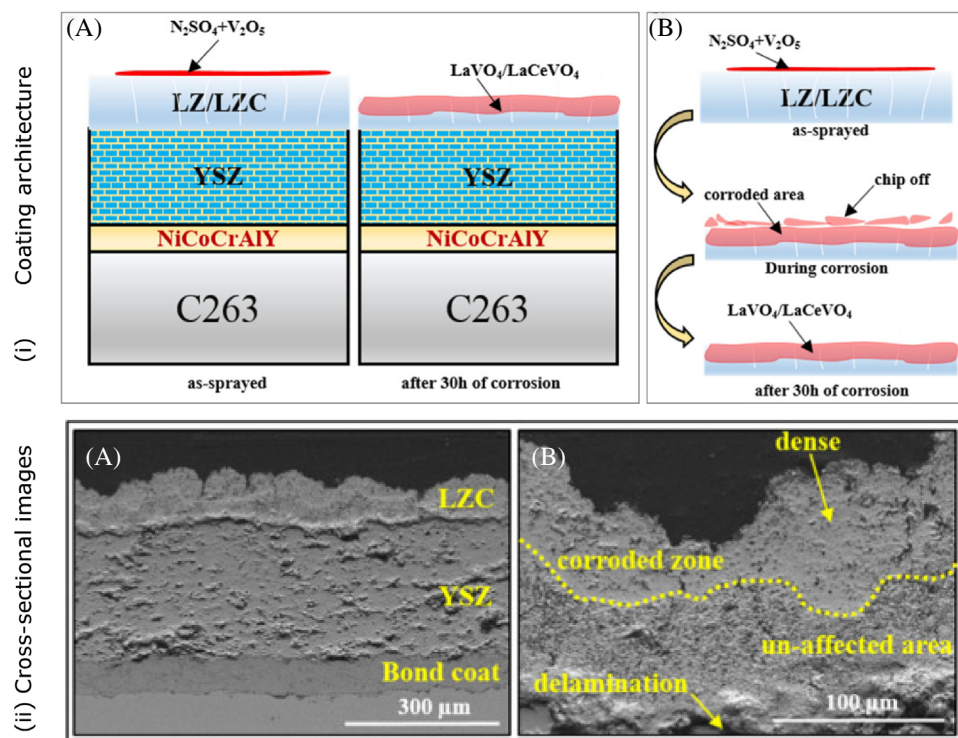 (i) Coating architecture
(A)
N₂SO₄+V₂O₅
LZ/LZC
YSZ
NiCoCrAlY
C263
as-sprayed
LaVO₄/LaCeVO₄
YSZ
NiCoCrAlY
C263
after 30h of corrosion
(B)
N₂SO₄+V₂O₅
LZ/LZC
as-sprayed
chip off
corroded area
During corrosion
LaVO₄/LaCeVO₄
after 30h of corrosion
(ii) Cross-sectional images
(A)
LZC
YSZ
Bond coat
300 µm
(B)
dense
corroded zone
un-affected area
delamination
100 µm